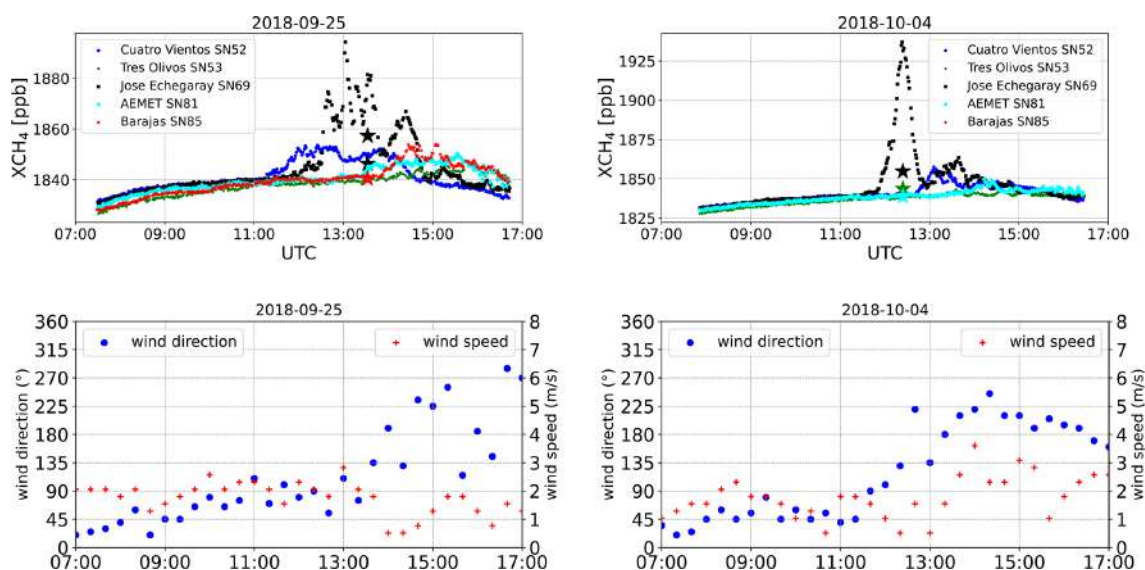 2018-09-25
XCH4 [ppb]
1880
1860
1840
Cuatro Vientos SN52
Tres Olivos SN53
Jose Echegaray SN69
AEMET SN81
Barajas SN85
07:00 09:00 11:00 13:00 15:00 17:00
UTC
2018-10-04
XCH4 [ppb]
1925
1900
1875
1850
1825
Cuatro Vientos SN52
Tres Olivos SN53
Jose Echegaray SN69
AEMET SN81
Barajas SN85
07:00 09:00 11:00 13:00 15:00 17:00
UTC
2018-09-25
wind direction (°)
360
315
270
225
180
135
90
45
0
wind direction
wind speed
8
7
6
5
4
3
2
1
0
wind speed (m/s)
07:00 09:00 11:00 13:00 15:00 17:00
2018-10-04
wind direction (°)
360
315
270
225
180
135
90
45
0
wind direction
wind speed
8
7
6
5
4
3
2
1
0
wind speed (m/s)
07:00 09:00 11:00 13:00 15:00 17:00